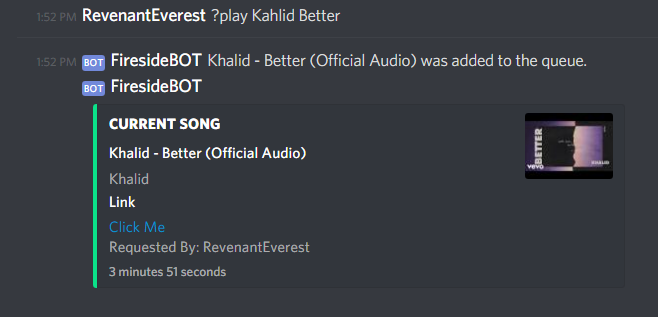 1:52 PM RevenantEverest ?play Kahlid Better
1:52 PM BOT FiresideBOT Khalid - Better (Official Audio) was added to the queue.
BOT FiresideBOT
CURRENT SONG
Khalid - Better (Official Audio)
Khalid
Link
Click Me
Requested By: RevenantEverest
3 minutes 51 seconds
BETTER
vevo
KHALID